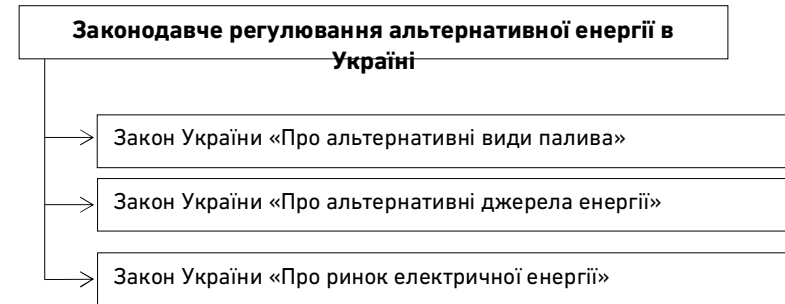 Законодавче регулювання альтернативної енергії в
Україні
Закон України «Про альтернативні види палива»
Закон України «Про альтернативні джерела енергії»
Закон України «Про ринок електричної енергії»